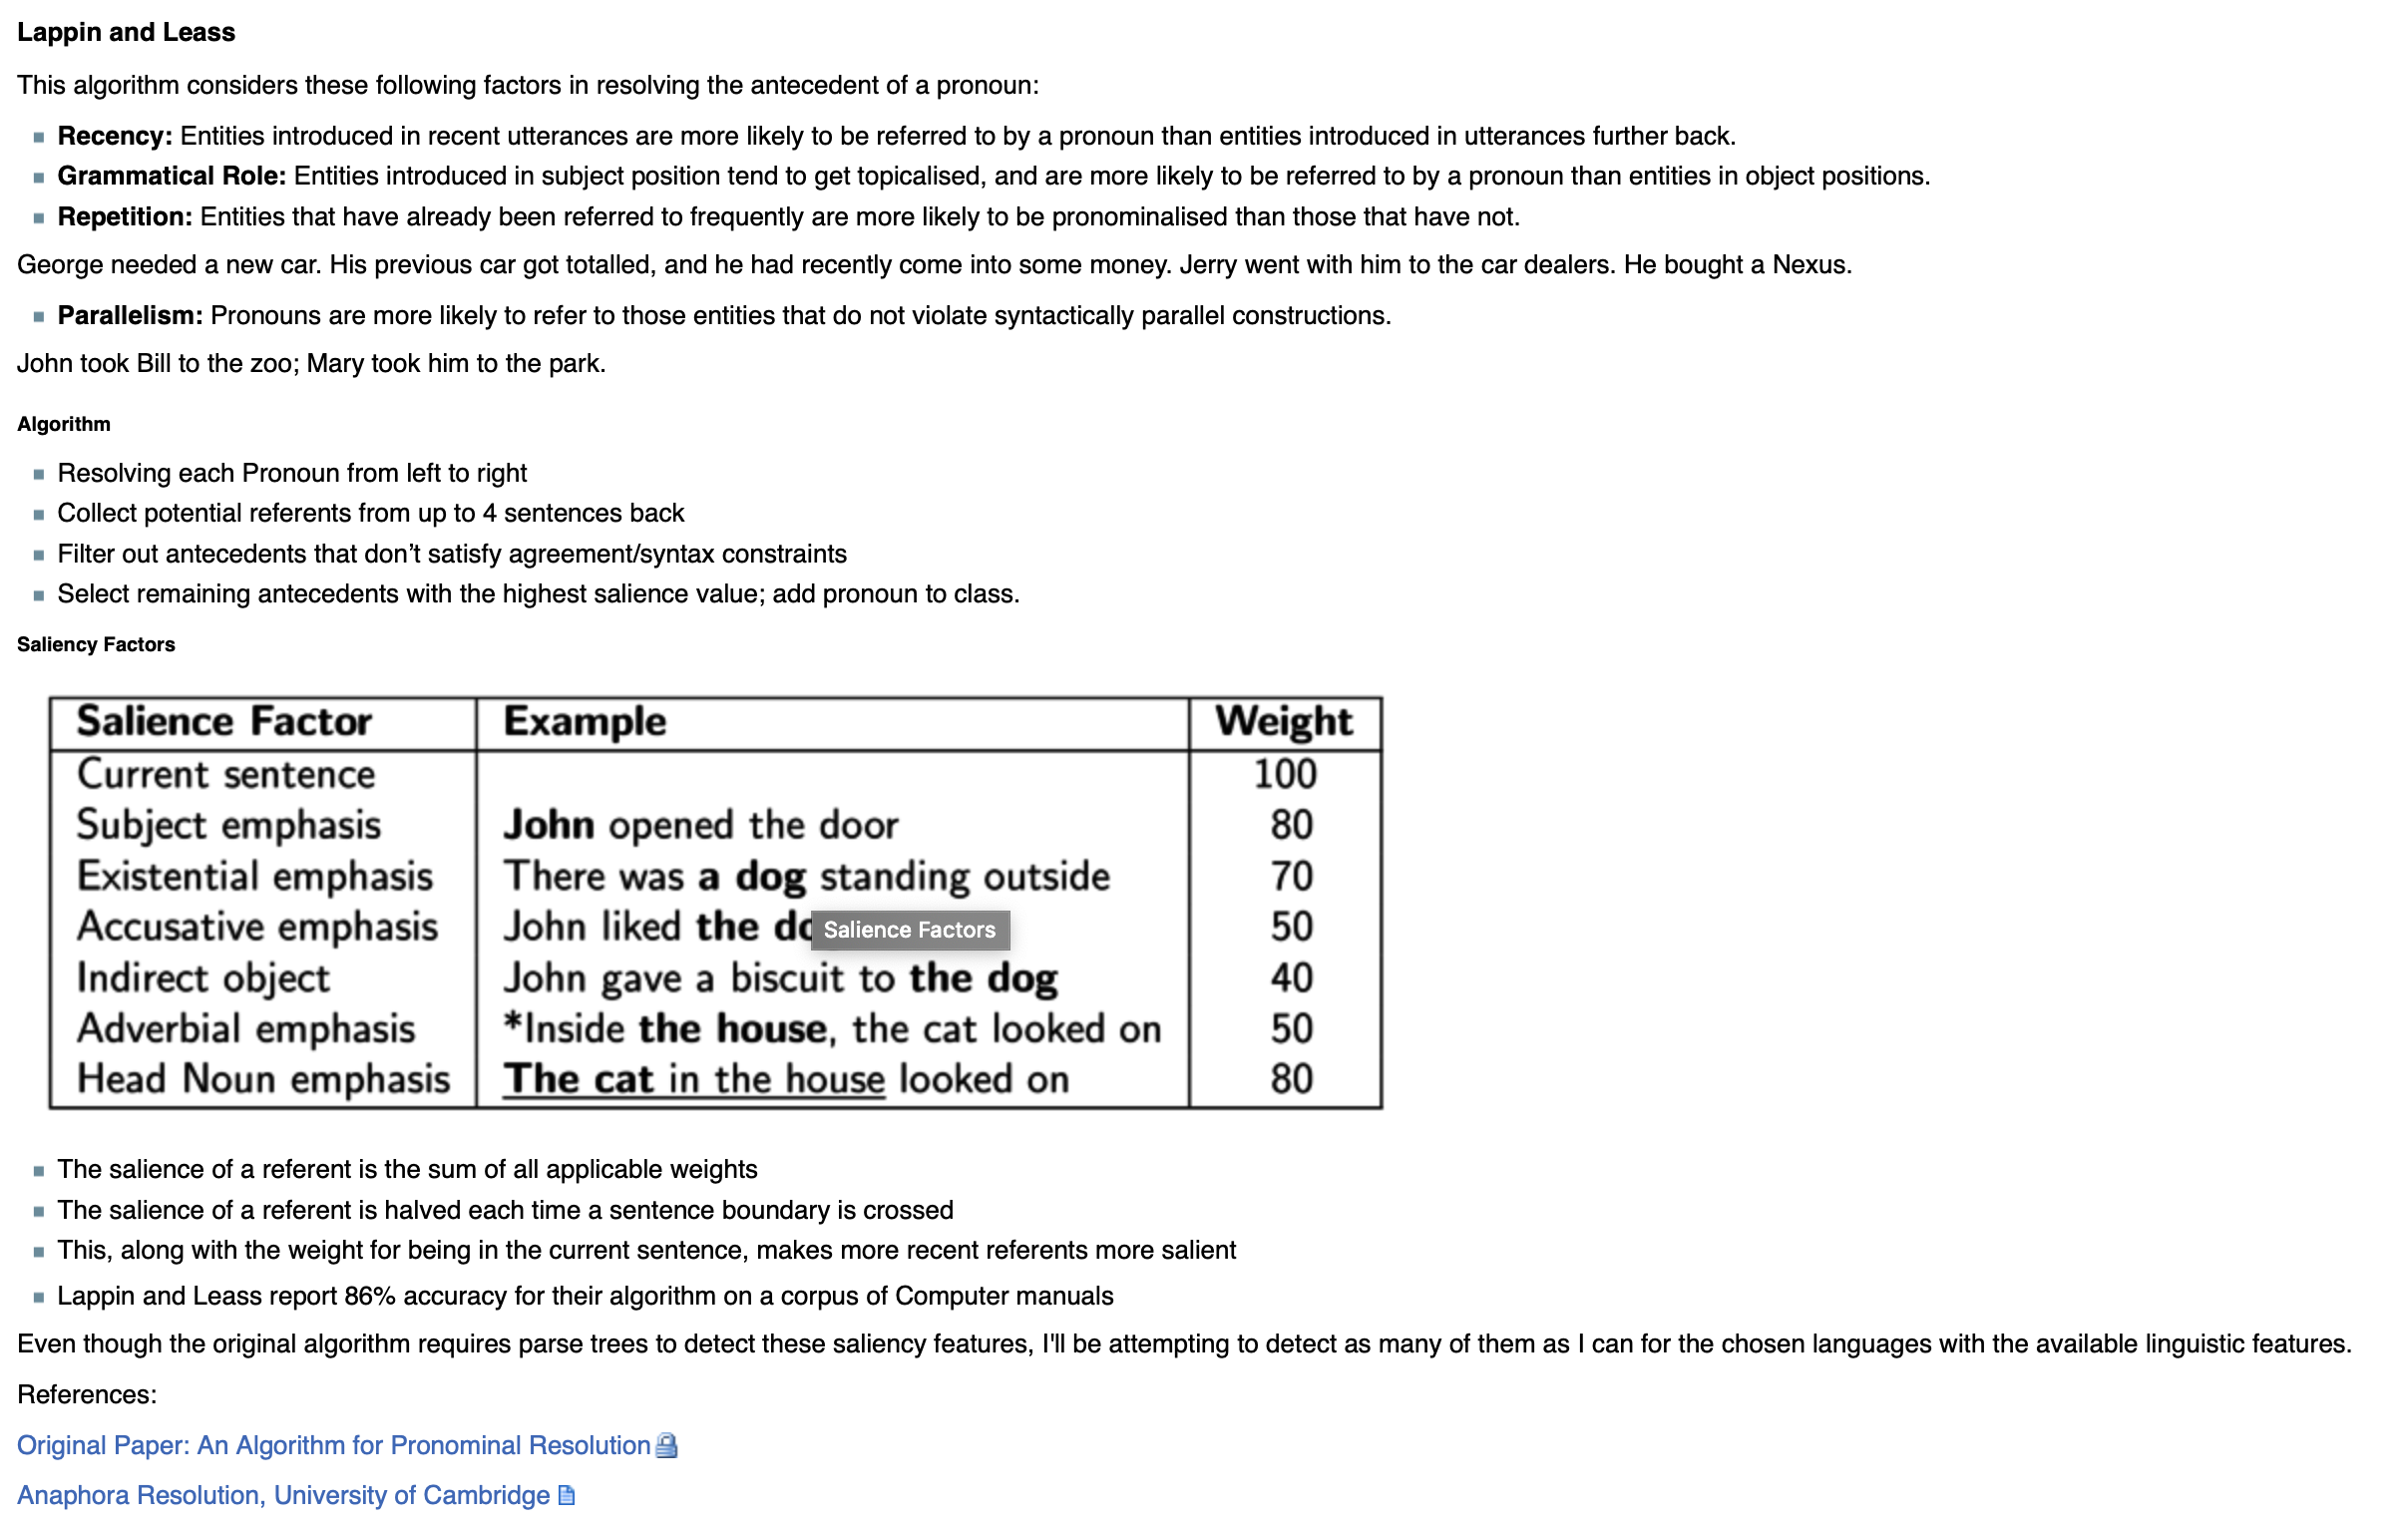 Lappin and Leass
This algorithm considers these following factors in resolving the antecedent of a pronoun:
Recency: Entities introduced in recent utterances are more likely to be referred to by a pronoun than entities introduced in utterances further back.
Grammatical Role: Entities introduced in subject position tend to get topicalised, and are more likely to be referred to by a pronoun than entities in object positions.
Repetition: Entities that have already been referred to frequently are more likely to be pronominalised than those that have not.
George needed a new car. His previous car got totalled, and he had recently come into some money. Jerry went with him to the car dealers. He bought a Nexus.
Parallelism: Pronouns are more likely to refer to those entities that do not violate syntactically parallel constructions.
John took Bill to the zoo; Mary took him to the park.
Algorithm
Resolving each Pronoun from left to right
Collect potential referents from up to 4 sentences back
Filter out antecedents that don’t satisfy agreement/syntax constraints
Select remaining antecedents with the highest salience value; add pronoun to class.
Saliency Factors
Salience Factor Example Weight
Current sentence 100
Subject emphasis John opened the door 80
Existential emphasis There was a dog standing outside 70
Accusative emphasis John liked the Salience Factors 50
Indirect object John gave a biscuit to the dog 40
Adverbial emphasis *Inside the house, the cat looked on 50
Head Noun emphasis The cat in the house looked on 80
The salience of a referent is the sum of all applicable weights
The salience of a referent is halved each time a sentence boundary is crossed
This, along with the weight for being in the current sentence, makes more recent referents more salient
Lappin and Leass report 86% accuracy for their algorithm on a corpus of Computer manuals
Even though the original algorithm requires parse trees to detect these saliency features, I'll be attempting to detect as many of them as I can for the chosen languages with the available linguistic features.
References:
Original Paper: An Algorithm for Pronominal Resolution
Anaphora Resolution, University of Cambridge